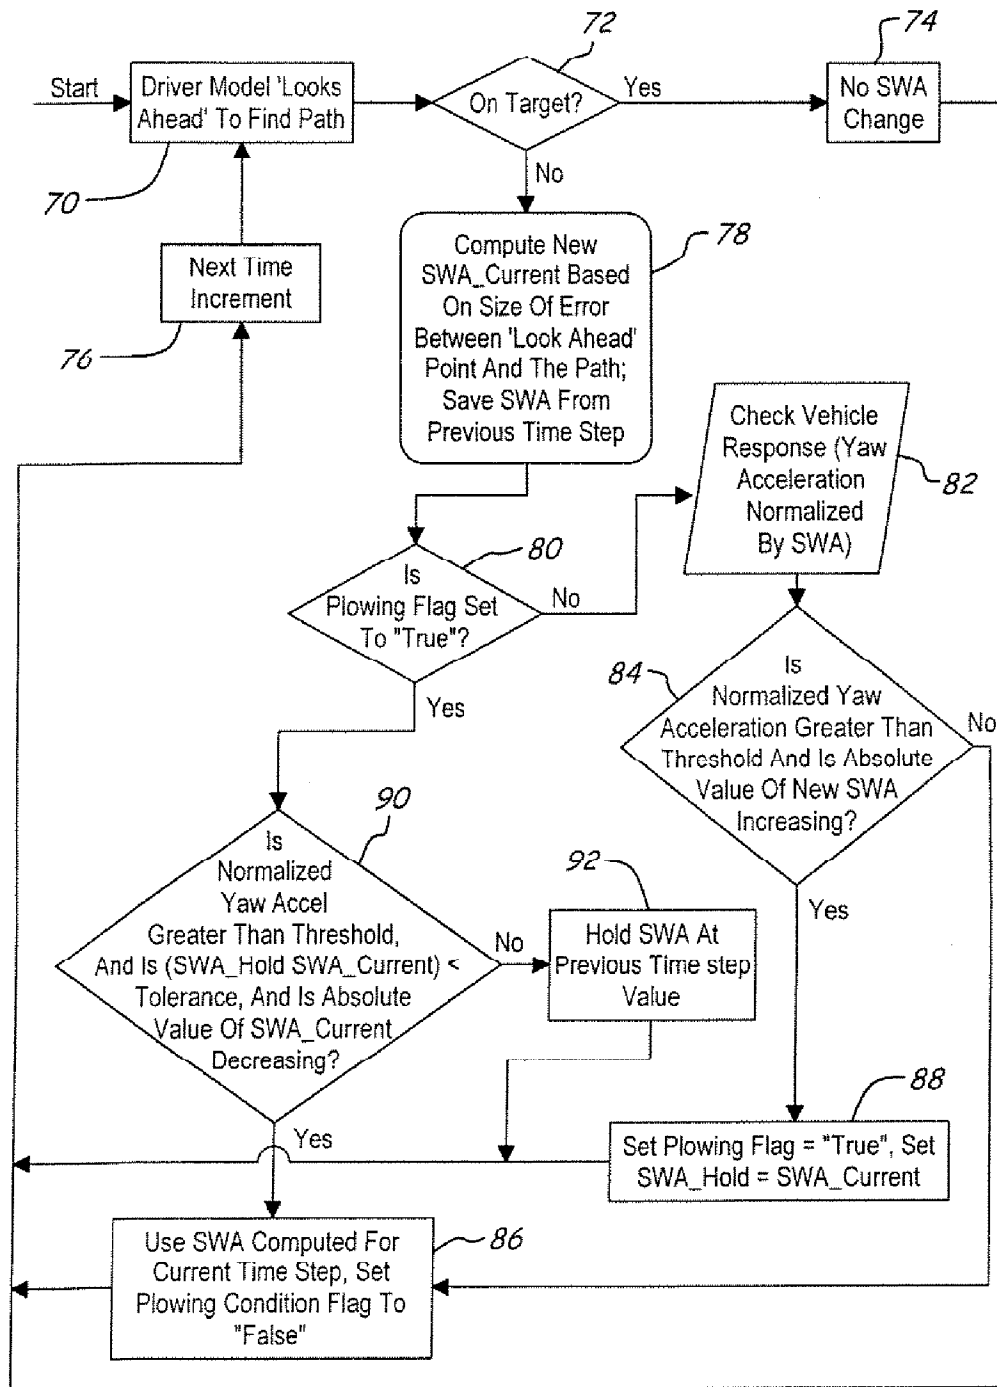 Start
Driver Model 'Looks
Ahead' To Find Path
70
72
On Target?
Yes
74
No SWA
Change
No
Next Time
Increment
76
78
Compute New
SWA_Current Based
On Size Of Error
Between 'Look Ahead'
Point And The Path;
Save SWA From
Previous Time Step
Check Vehicle
Response (Yaw
Acceleration
Normalized
By SWA)
82
80
Is
Plowing Flag Set
To "True"?
No
Yes
84
Is
Normalized Yaw
Acceleration Greater Than
Threshold And Is Absolute
Value Of New SWA
Increasing?
No
Yes
90
Is
Normalized
Yaw Accel
Greater Than Threshold,
And Is (SWA_Hold SWA_Current) <
Tolerance, And Is Absolute
Value Of SWA_Current
Decreasing?
No
Yes
92
Hold SWA At
Previous Time step
Value
88
Set Plowing Flag = "True", Set
SWA_Hold = SWA_Current
Use SWA Computed For
Current Time Step, Set
Plowing Condition Flag To
"False"
86